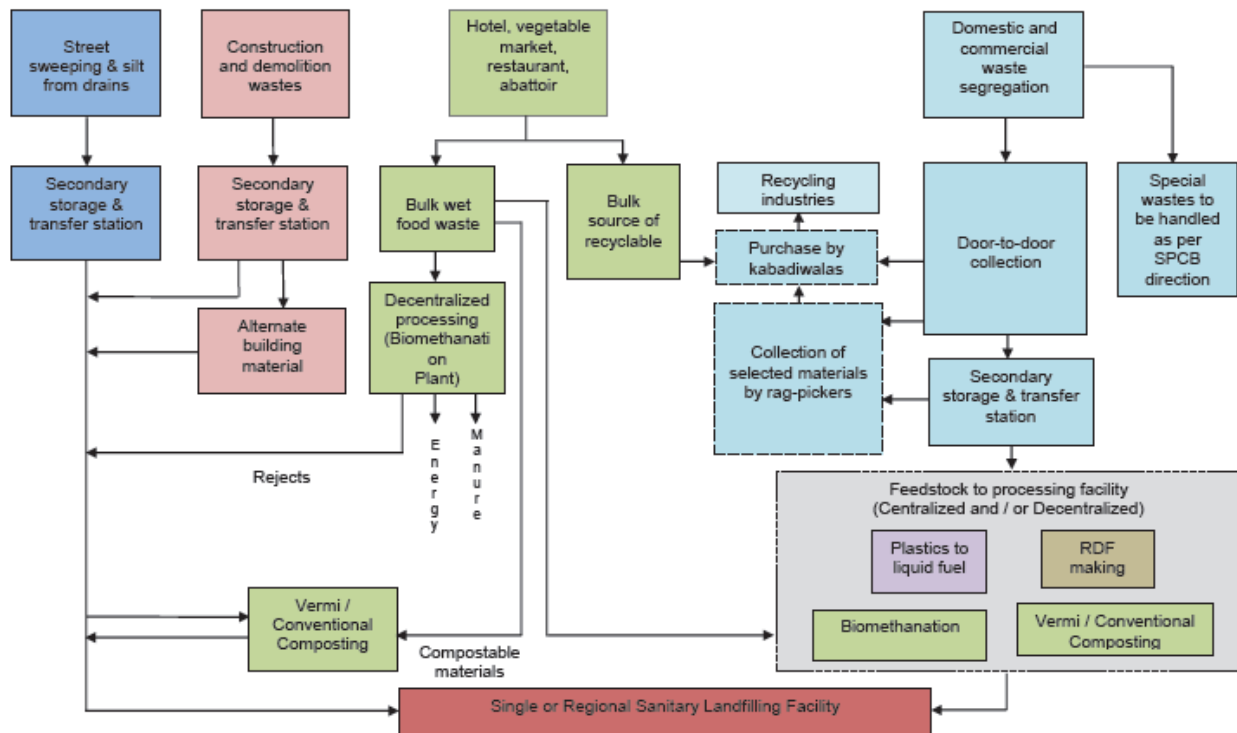 Street
sweeping & silt
from drains
Construction
and demolition
wastes
Hotel, vegetable
market,
restaurant,
abattoir
Domestic and
commercial
waste
segregation
Secondary
storage &
transfer station
Secondary
storage &
transfer station
Bulk wet
food waste
Bulk
source of
recyclable
Recycling
industries
Purchase by
kabadiwalas
Door-to-door
collection
Special
wastes to
be handled
as per
SPCB
direction
Alternate
building
material
Decentralized
processing
(Biomethanati
on
Plant)
Collection of
selected materials
by rag-pickers
Secondary
storage & transfer
station
Rejects
Energy
Manure
Feedstock to processing facility
(Centralized and / or Decentralized)
Plastics to
liquid fuel
RDF
making
Biomethanation
Vermi / Conventional
Composting
Vermi /
Conventional
Composting
Compostable
materials
Single or Regional Sanitary Landfilling Facility